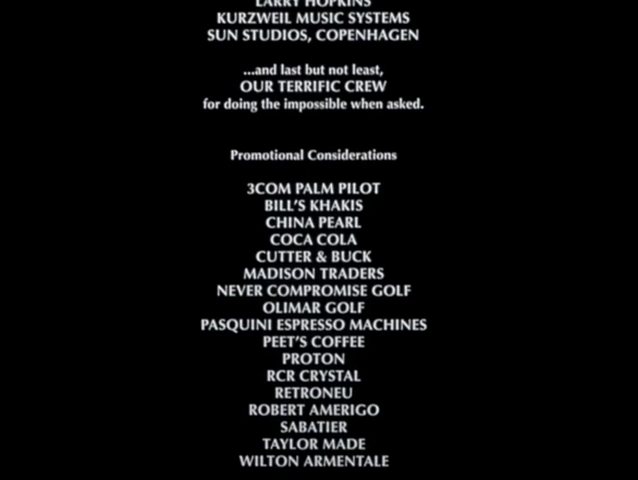 LARRY HOPKINS
KURZWEIL MUSIC SYSTEMS
SUN STUDIOS, COPENHAGEN
...and last but not least,
OUR TERRIFIC CREW
for doing the impossible when asked.
Promotional Considerations
3COM PALM PILOT
BILL'S KHAKIS
CHINA PEARL
COCA COLA
CUTTER & BUCK
MADISON TRADERS
NEVER COMPROMISE GOLF
OLIMAR GOLF
PASQUINI ESPRESSO MACHINES
PEET'S COFFEE
PROTON
RCR CRYSTAL
RETRONEU
ROBERT AMERIGO
SABATIER
TAYLOR MADE
WILTON ARMENTALE